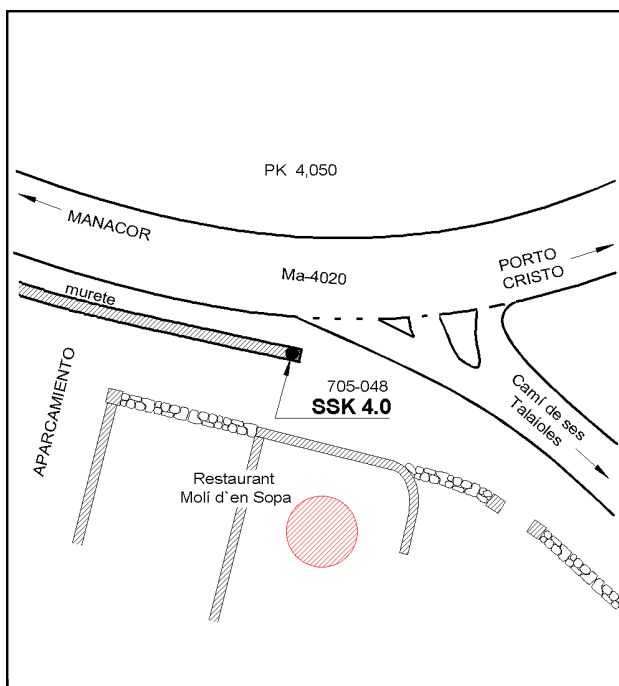 PK 4,050
MANACOR
Ma-4020
PORTO
CRISTO
murete
705-048
SSK 4.0
APARCAMIENTO
Camí de ses
Talaioles
Restaurant
Molí d`en Sopa